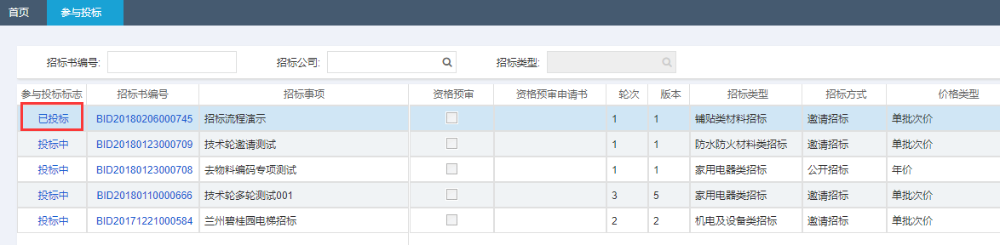 首页 参与投标
招标书编号: 招标公司: 招标类型:
参与投标标志 招标书编号 招标事项 资格预审 资格预审申请书 轮次 版本 招标类型 招标方式 价格类型
已投标 BID20180206000745 招标流程演示 1 1 铺贴类材料招标 邀请招标 单批次价
投标中 BID20180123000709 技术轮邀请测试 1 1 防水防火材料类招标 邀请招标 单批次价
投标中 BID20180123000708 去物料编码专项测试 1 1 家用电器类招标 公开招标 年价
投标中 BID20180110000666 技术轮多轮测试001 3 5 家用电器类招标 邀请招标 单批次价
投标中 BID20171221000584 兰州碧桂园电梯招标 2 2 机电及设备类招标 邀请招标 单批次价